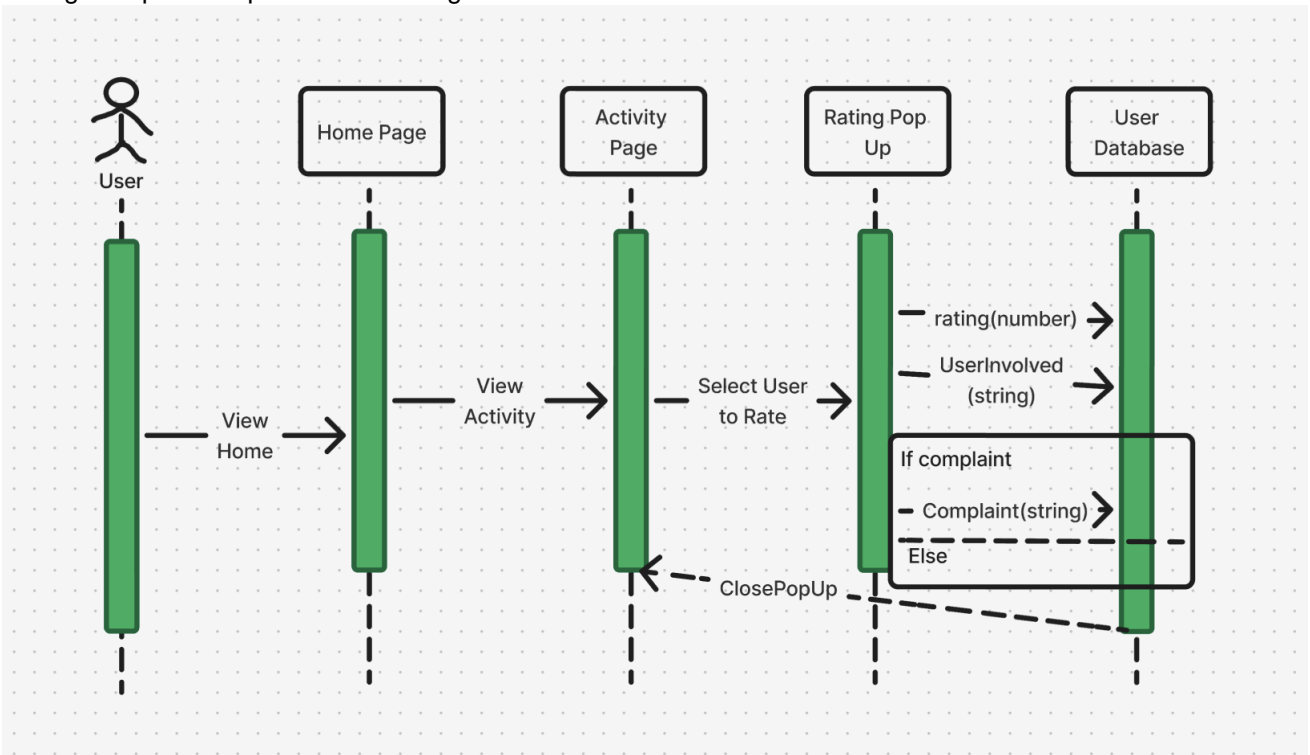 User
Home Page
Activity
Page
Rating Pop
Up
User
Database
View
Home
View
Activity
Select User
to Rate
rating(number)
UserInvolved
(string)
If complaint
Complaint(string)
Else
ClosePopUp